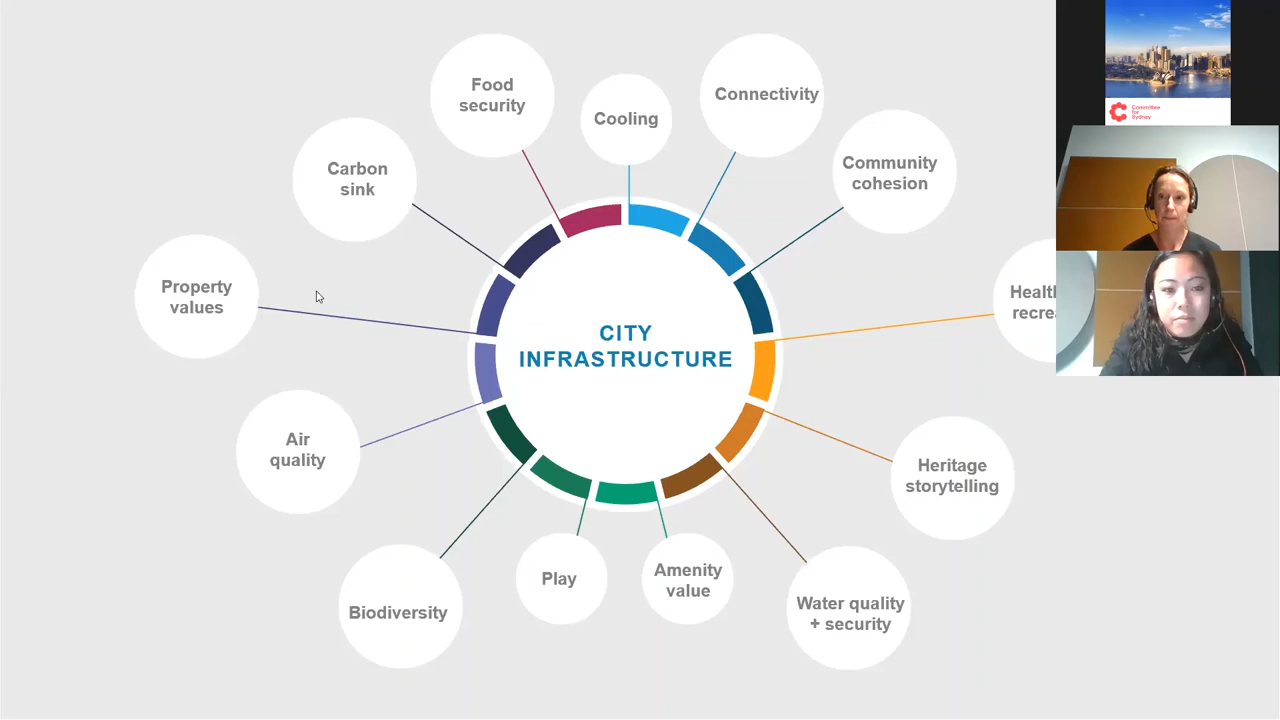 Food
security
Cooling
Connectivity
Carbon
sink
Community
cohesion
Property
values
CITY
INFRASTRUCTURE
Air
quality
Heritage
storytelling
Biodiversity
Play
Amenity
value
Water quality
+ security
Committee
for
Sydney